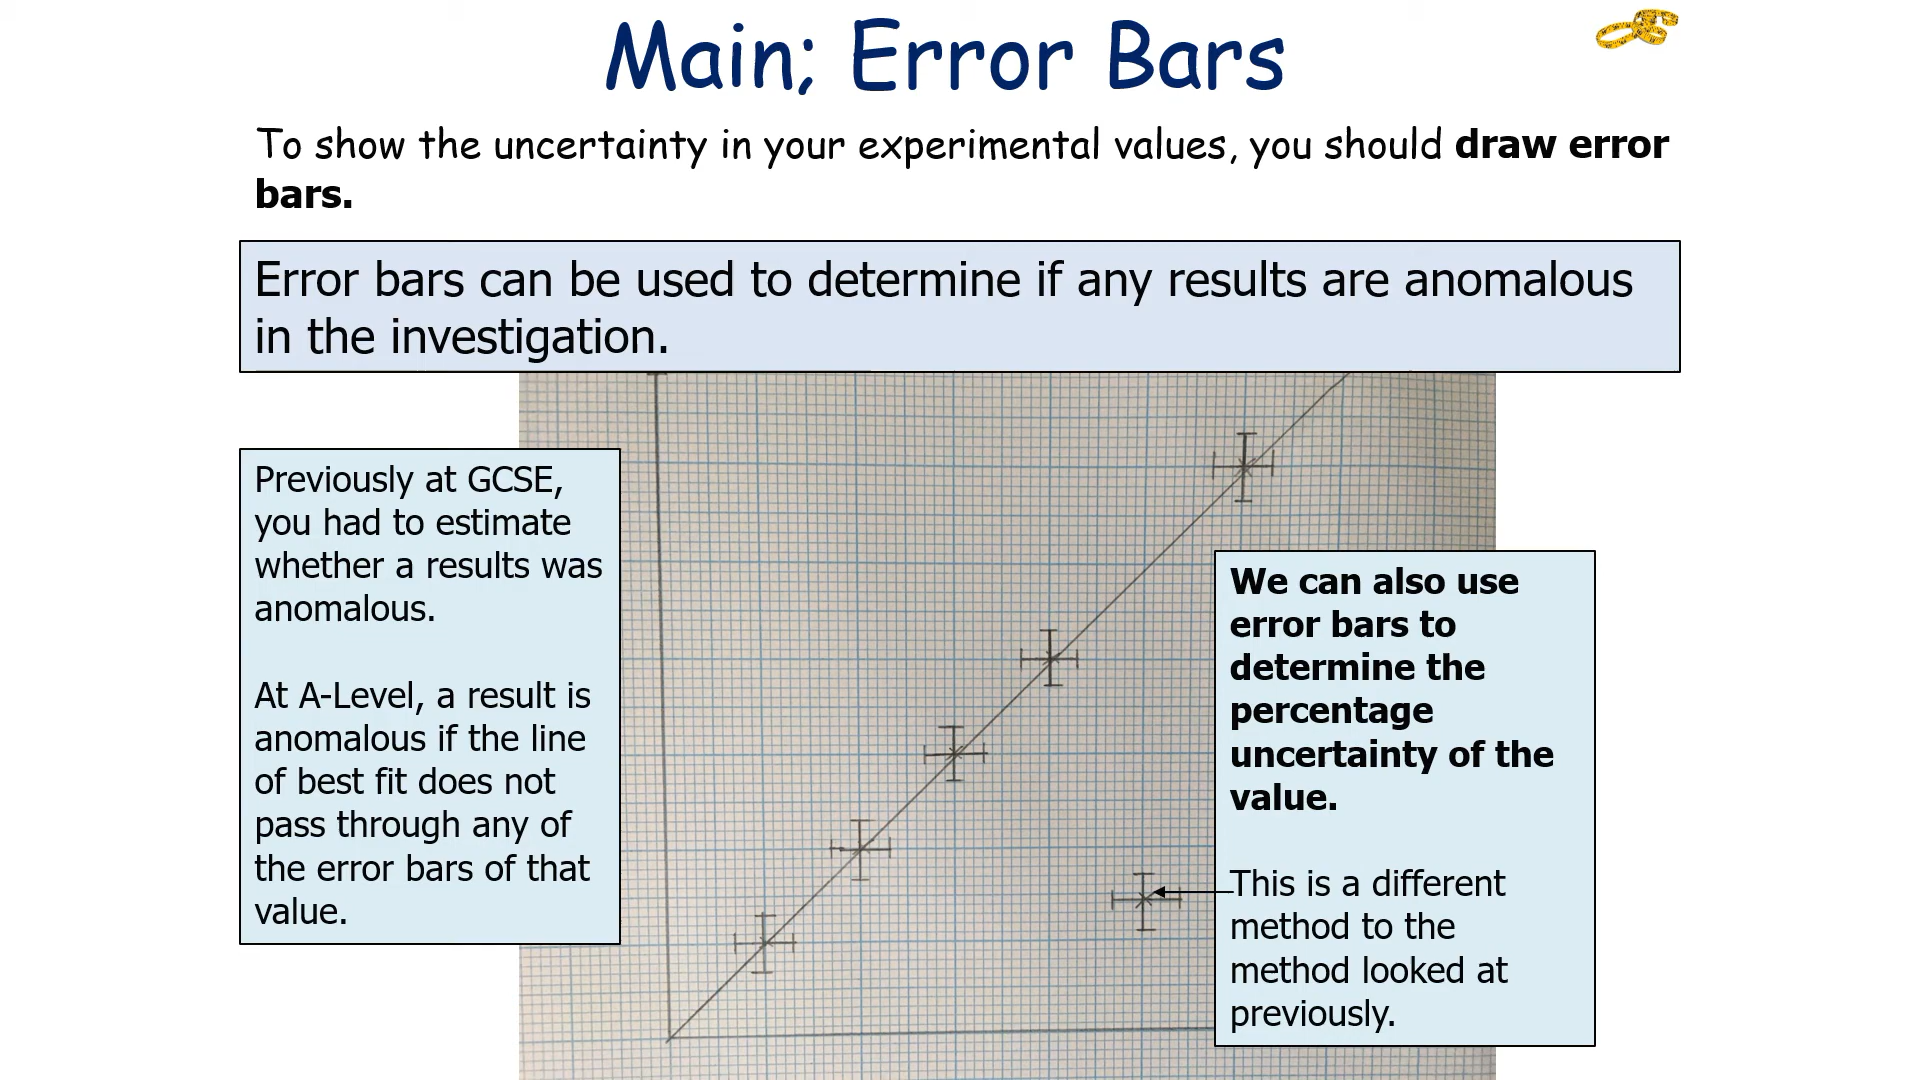 Main; Error Bars
To show the uncertainty in your experimental values, you should draw error
bars.
Error bars can be used to determine if any results are anomalous
in the investigation.
Previously at GCSE,
you had to estimate
whether a results was
anomalous.
At A-Level, a result is
anomalous if the line
of best fit does not
pass through any of
the error bars of that
value.
We can also use
error bars to
determine the
percentage
uncertainty of the
value.
This is a different
method to the
method looked at
previously.